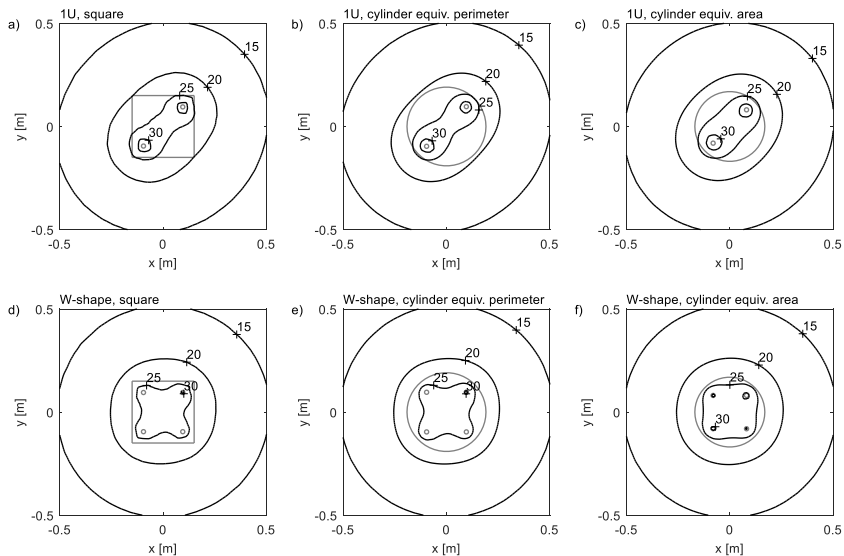 1U, square
a)
0.5
15
20
25
y [m]
0
30
-0.5
-0.5
0
0.5
x [m]
1U, cylinder equiv. perimeter
b)
0.5
15
20
25
y [m]
0
30
-0.5
-0.5
0
0.5
x [m]
1U, cylinder equiv. area
c)
0.5
15
20
25
y [m]
0
30
-0.5
-0.5
0
0.5
x [m]
W-shape, square
d)
0.5
15
20
25
30
y [m]
0
-0.5
-0.5
0
0.5
x [m]
W-shape, cylinder equiv. perimeter
e)
0.5
15
20
25
30
y [m]
0
-0.5
-0.5
0
0.5
x [m]
W-shape, cylinder equiv. area
f)
0.5
15
20
25
y [m]
0
30
-0.5
-0.5
0
0.5
x [m]